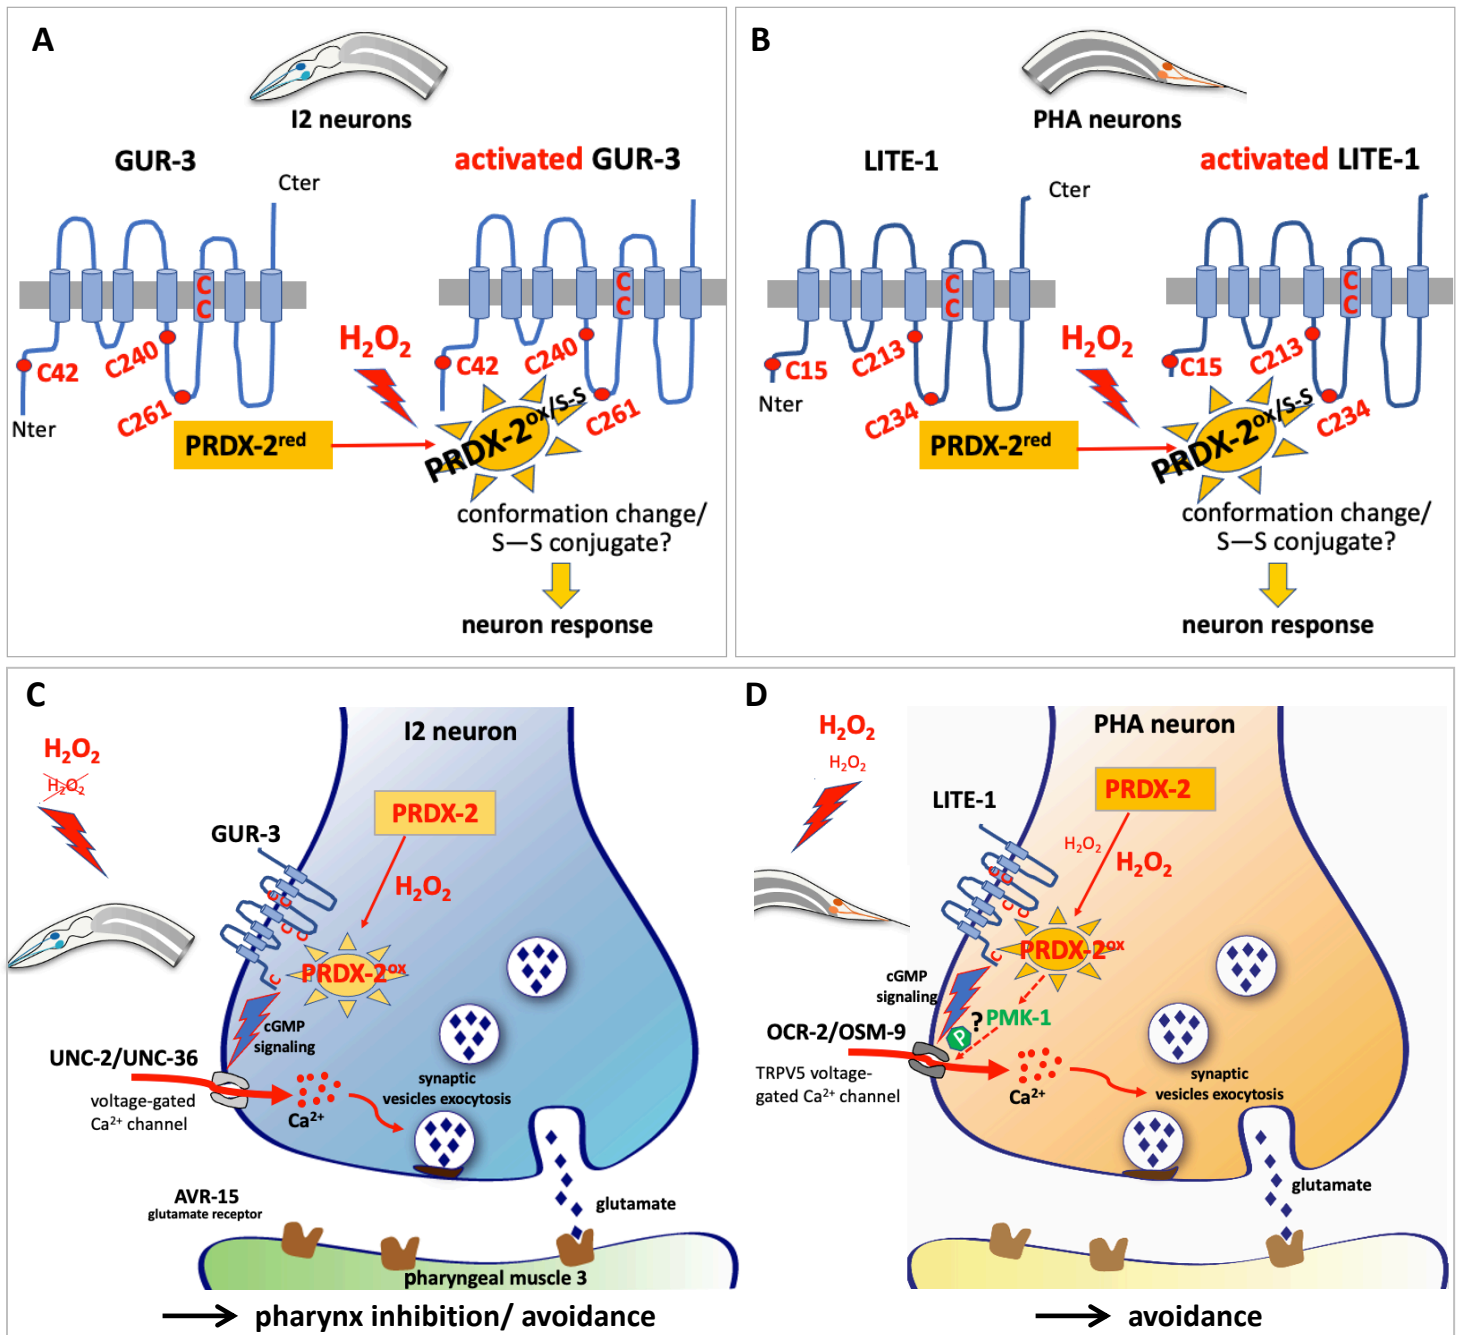 A
I2 neurons
GUR-3
activated GUR-3
Cter
C
C
C
C
C42
C240
C261
Nter
H2O2
C42
C240
C261
PRDX-2red
PRDX-2ox/S-S
conformation change/
S—S conjugate?
neuron response
B
PHA neurons
LITE-1
activated LITE-1
Cter
C
C
C
C
C15
C213
C234
Nter
H2O2
C15
C213
C234
PRDX-2red
PRDX-2ox/S-S
conformation change/
S—S conjugate?
neuron response
C
I2 neuron
H2O2
H2O2
PRDX-2
GUR-3
H2O2
C
C
C
C
C
C
PRDX-2ox
cGMP
signaling
UNC-2/UNC-36
voltage-gated
Ca2+ channel
Ca2+
synaptic
vesicles exocytosis
AVR-15
glutamate receptor
glutamate
pharyngeal muscle 3
pharynx inhibition/ avoidance
D
PHA neuron
H2O2
H2O2
PRDX-2
LITE-1
H2O2
H2O2
C
C
C
C
C
PRDX-2ox
cGMP
signaling
? PMK-1
P
OCR-2/OSM-9
TRPV5 voltage-
gated Ca2+ channel
Ca2+
synaptic
vesicles exocytosis
glutamate
avoidance